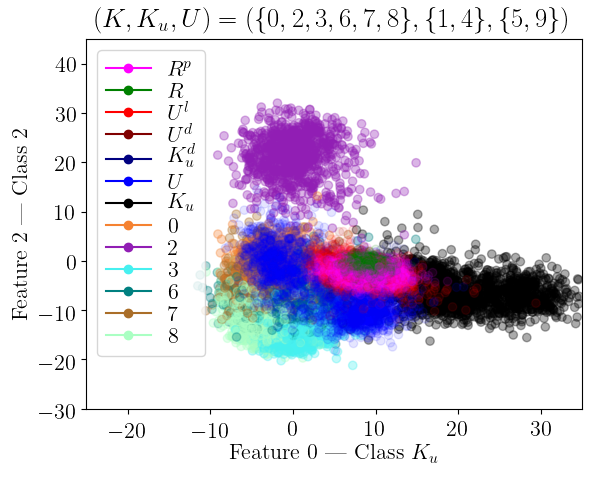 (K, K_u, U) = ({0, 2, 3, 6, 7, 8}, {1, 4}, {5, 9})
Feature 2 — Class 2
40
30
20
10
0
−10
−20
−30
R^p
R
U^l
U^d
K_u^d
U
K_u
0
2
3
6
7
8
−20
−10
0
10
20
30
Feature 0 — Class K_u